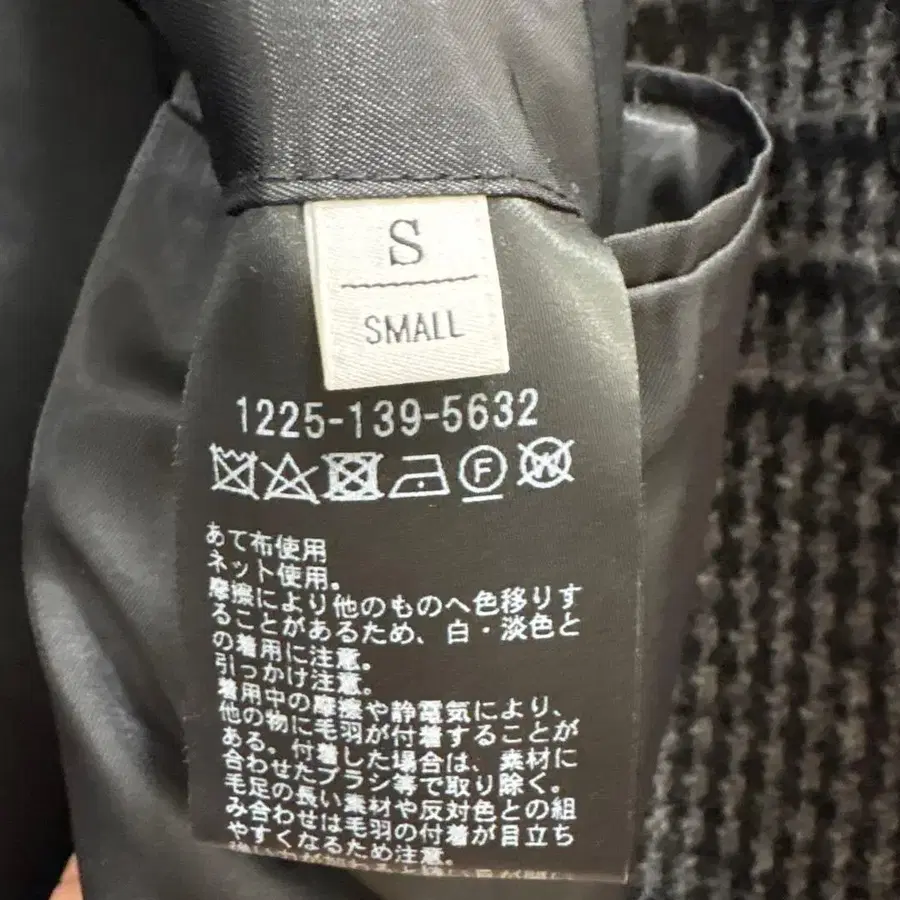 S
SMALL
1225-139-5632
F
W
あて布使用
ネット使用。
摩擦により他のものへ色移りす
ることがあるため、白・淡色と
の着用に注意。
引っかけ注意。
着用中の摩擦や静電気により、
他の物に毛羽が付着することが
ある。付着した場合は、素材に
合わせたブラシ等で取り除く。
毛足の長い素材や反対色との組
み合わせは毛羽の付着が目立ち
やすくなるため注意。